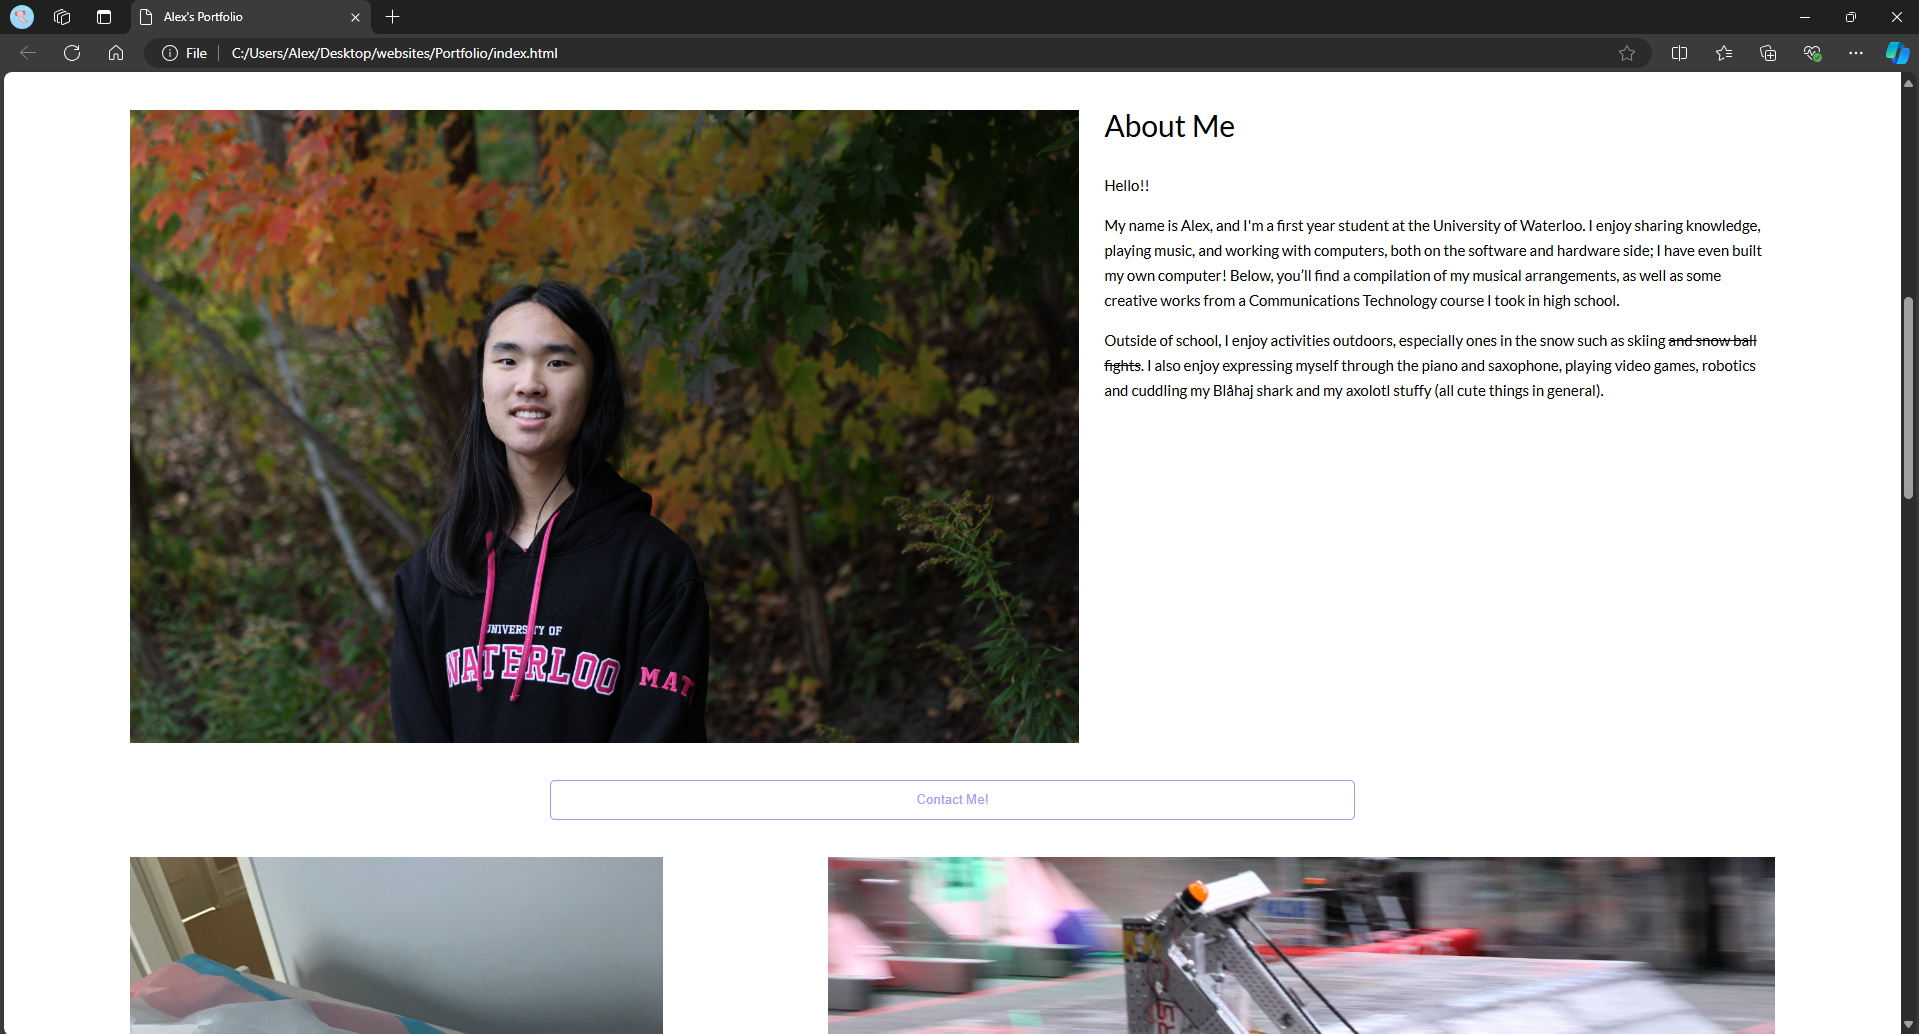 Alex's Portfolio
File
C:/Users/Alex/Desktop/websites/Portfolio/index.html
About Me
Hello!!
My name is Alex, and I'm a first year student at the University of Waterloo. I enjoy sharing knowledge,
playing music, and working with computers, both on the software and hardware side; I have even built
my own computer! Below, you'll find a compilation of my musical arrangements, as well as some
creative works from a Communications Technology course I took in high school.
Outside of school, I enjoy activities outdoors, especially ones in the snow such as skiing and snow ball
fights. I also enjoy expressing myself through the piano and saxophone, playing video games, robotics
and cuddling my Blåhaj shark and my axolotl stuffy (all cute things in general).
UNIVERSITY OF
WATERLOO
MAT
Contact Me!